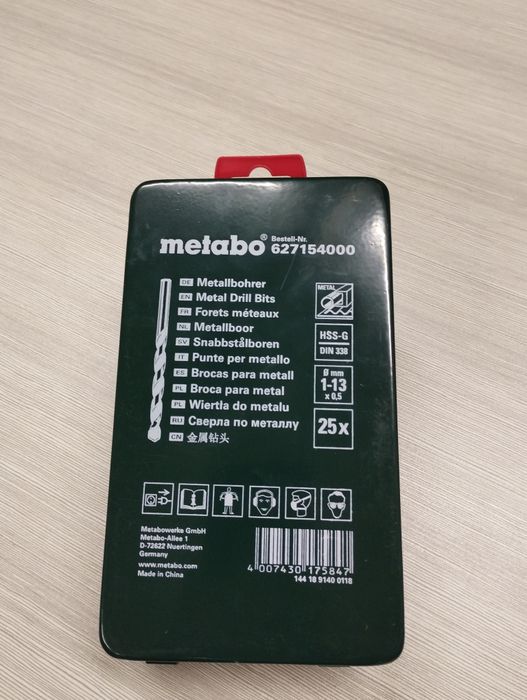 metabo® Bestell-Nr. 627154000
DE Metallbohrer
EN Metal Drill Bits
FR Forets méteaux
NL Metallboor
SV Snabbstålboren
IT Punte per metallo
ES Brocas para metall
PL Broca para metal
PL Wiertła do metalu
RU Сверла по металлу
CN 金属钻头
METAL
HSS-G
DIN 338
Ø mm
1-13
x 0,5
25x
Metabowerke GmbH
Metabo-Allee 1
D-72622 Nuertingen
Germany
www.metabo.com
Made in China
4 007430 175847
144 18 9140 0118